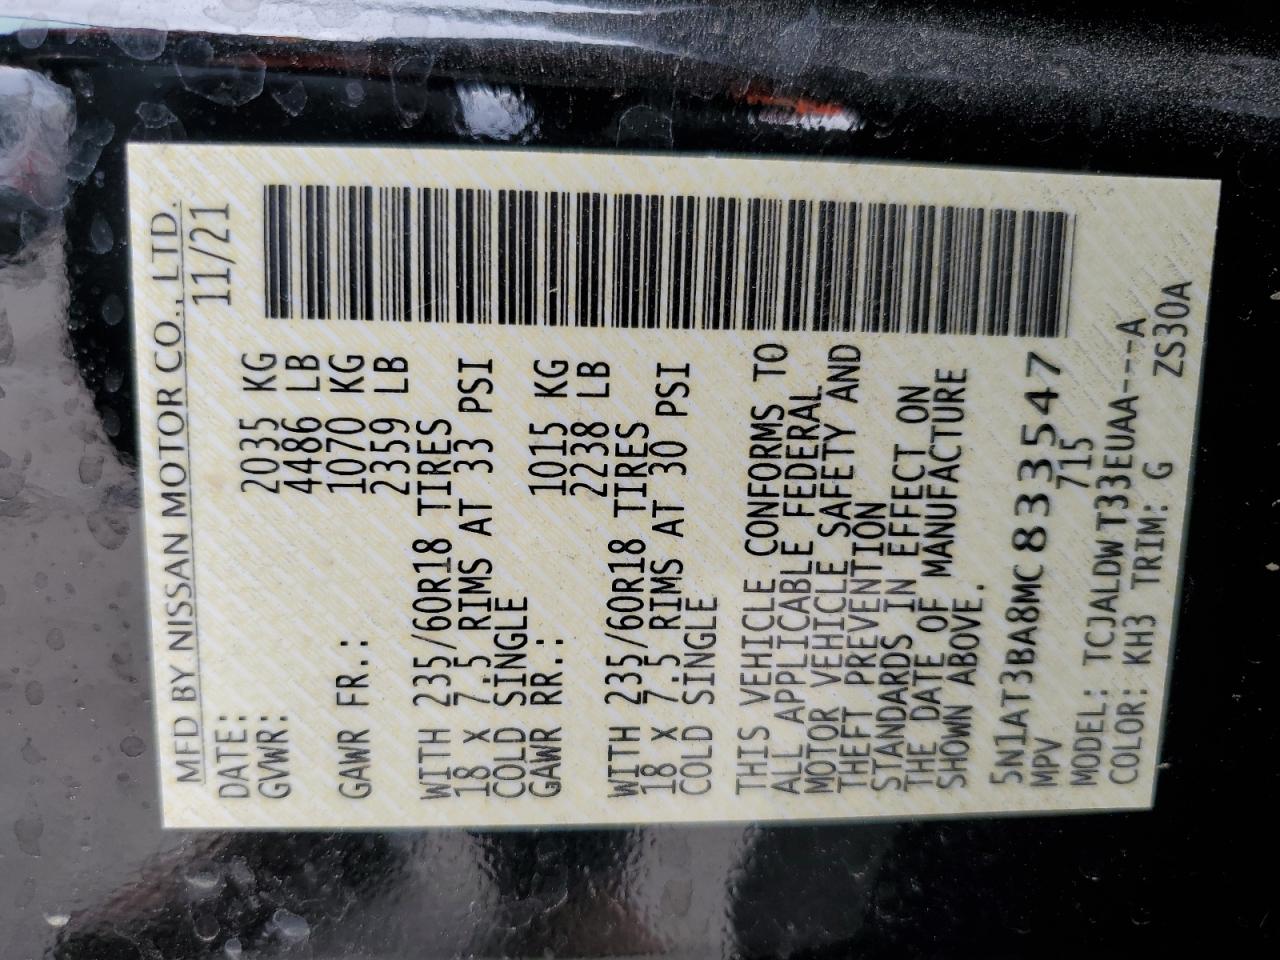 MFD BY NISSAN MOTOR CO., LTD.
DATE: 11/21
GVWR: 2035 KG
4486 LB
GAWR FR.: 1070 KG
2359 LB
WITH 235/60R18 TIRES
18 X 7.5 RIMS AT 33 PSI
COLD SINGLE
GAWR RR.: 1015 KG
2238 LB
WITH 235/60R18 TIRES
18 X 7.5 RIMS AT 30 PSI
COLD SINGLE
THIS VEHICLE CONFORMS TO
ALL APPLICABLE FEDERAL
MOTOR VEHICLE SAFETY AND
THEFT PREVENTION
STANDARDS IN EFFECT ON
THE DATE OF MANUFACTURE
SHOWN ABOVE.
5N1AT3BA8MC833547
MPV 715
MODEL: TCJALDWT33EUAA---A
COLOR: KH3 TRIM: G ZS30A